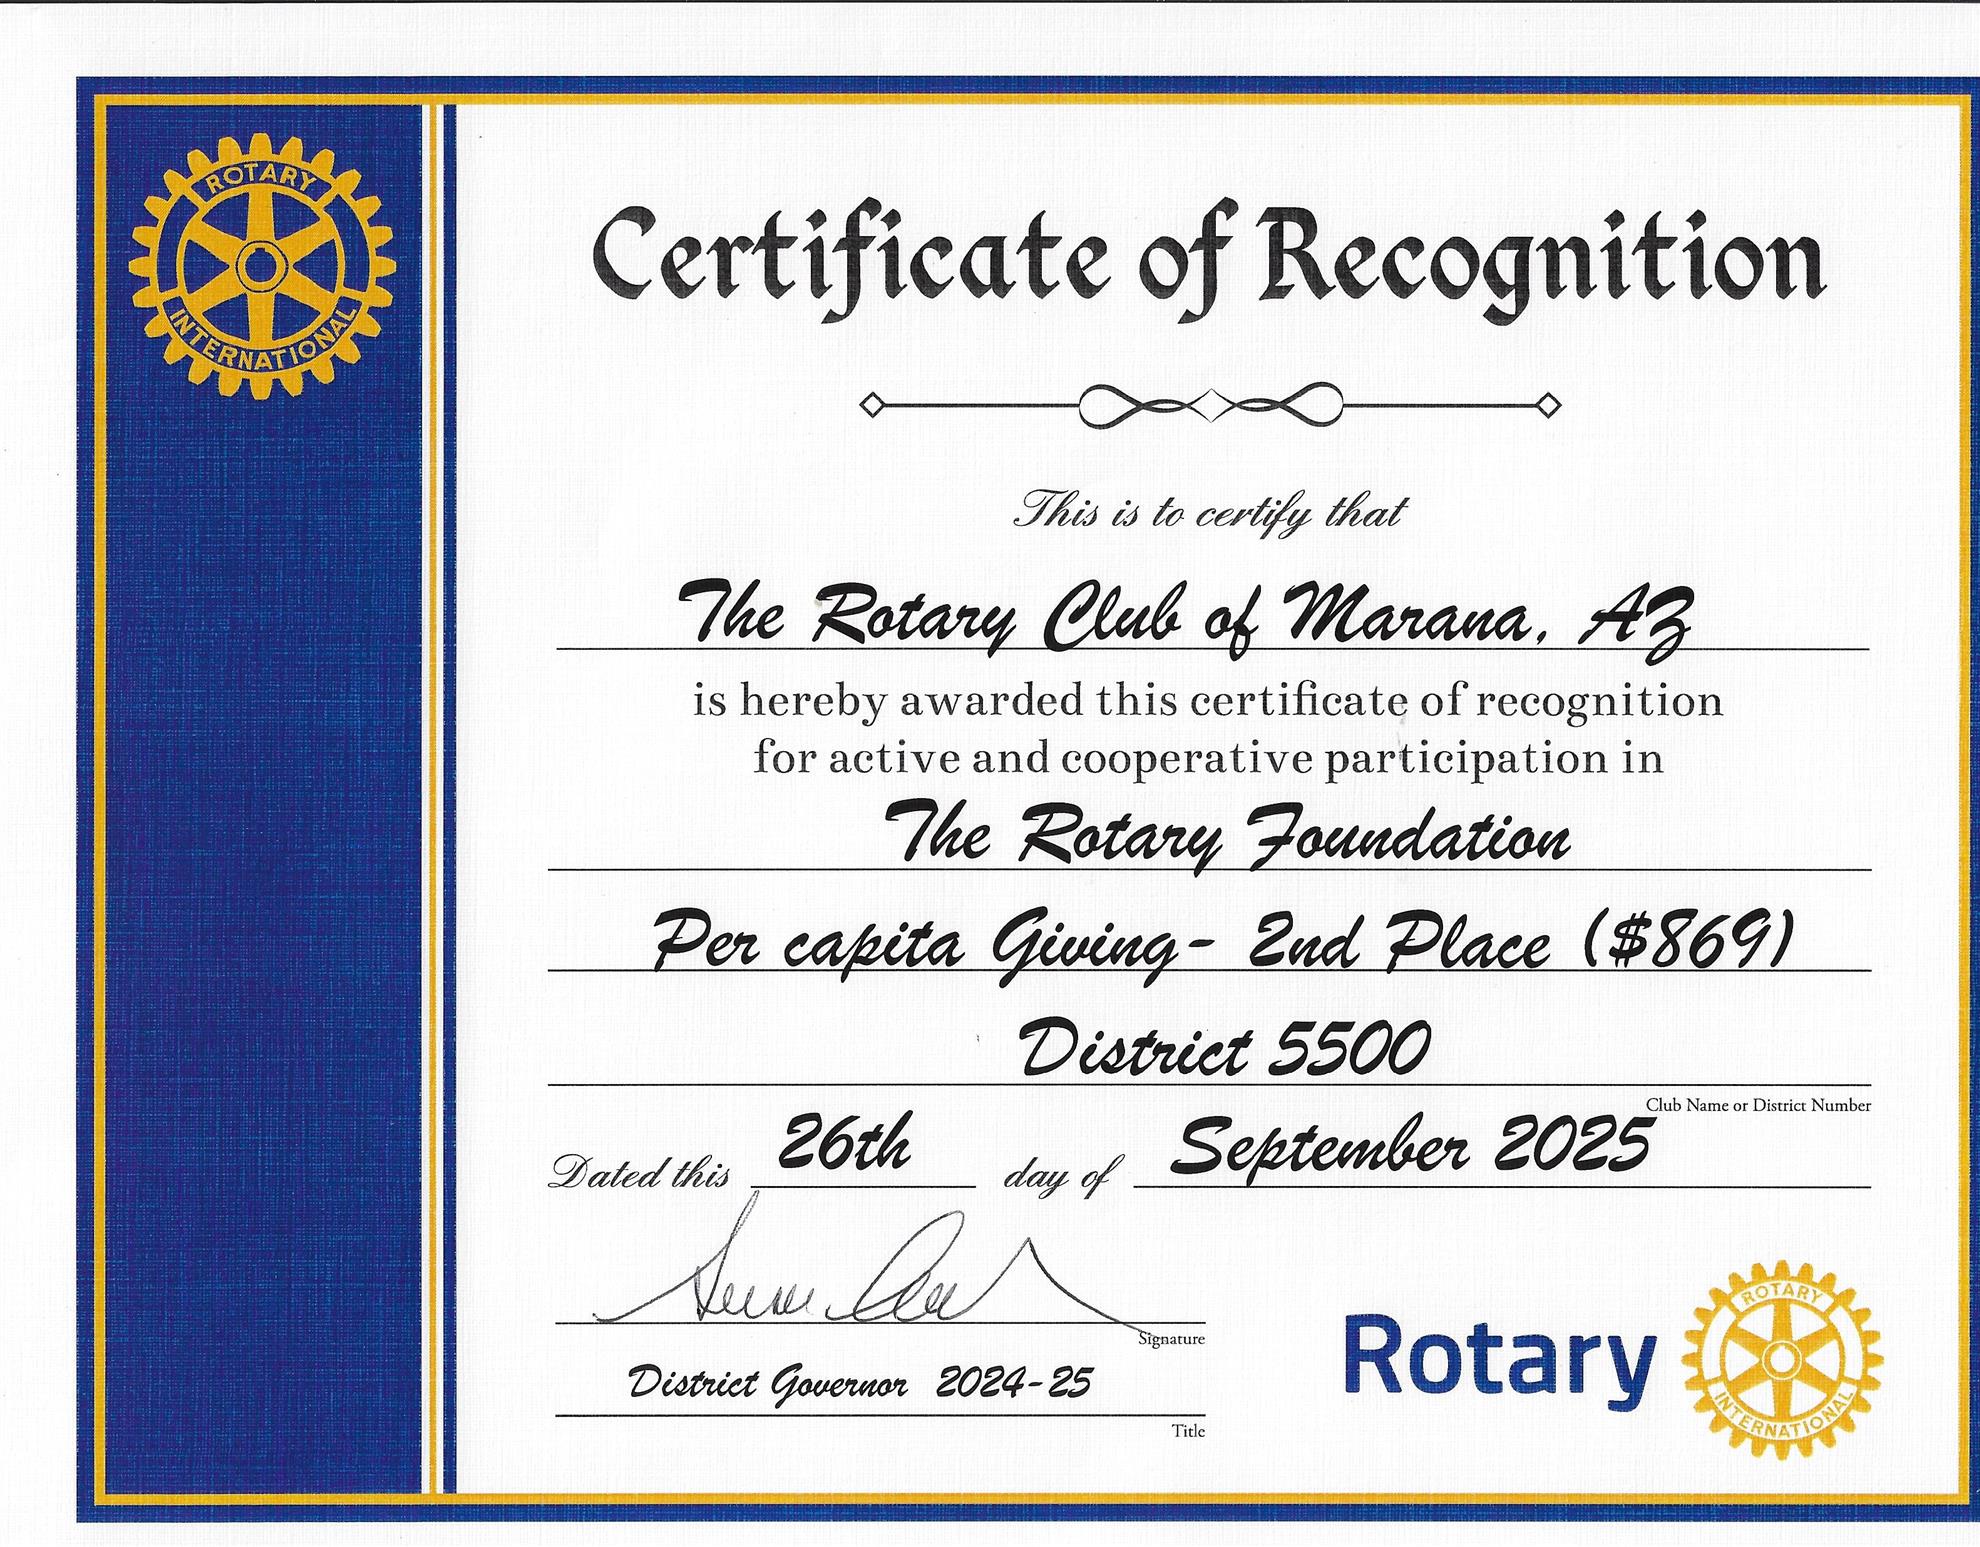 ROTARY
INTERNATIONAL
Certificate of Recognition
This is to certify that
The Rotary Club of Marana, AZ
is hereby awarded this certificate of recognition
for active and cooperative participation in
The Rotary Foundation
Per capita Giving- 2nd Place ($869)
District 5500
Club Name or District Number
Dated this 26th day of September 2025
Signature
District Governor 2024-25
Title
Rotary
ROTARY
INTERNATIONAL